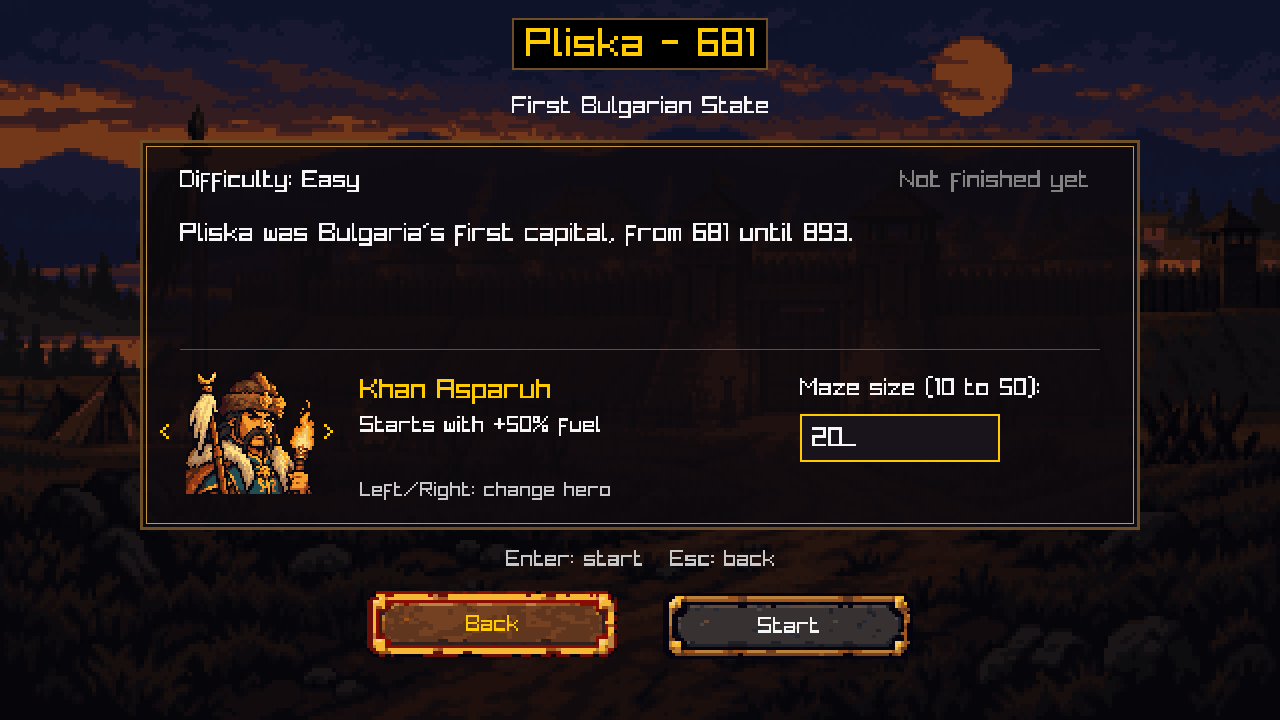 Pliska - 681
First Bulgarian State
Difficulty: Easy
Not finished yet
Pliska was Bulgaria's first capital, from 681 until 893.
Khan Asparuh
Starts with +50% fuel
Left/Right: change hero
Maze size (10 to 50):
20_
Enter: start Esc: back
Back
Start